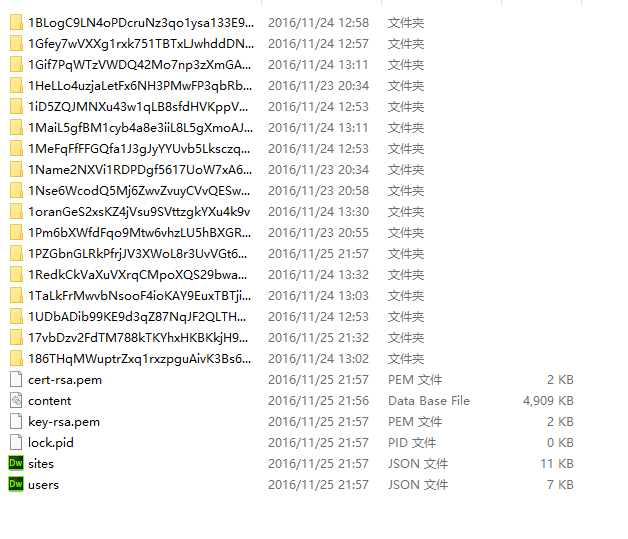 1BLogC9LN4oPDcruNz3qo1ysa133E9... 2016/11/24 12:58 文件夹
1Gfey7wVXXg1rxk751TBTxLJwhddDN... 2016/11/24 12:57 文件夹
1Gif7PqWTzVWDQ42Mo7np3zXmGA... 2016/11/24 13:11 文件夹
1HeLLo4uzjaLetFx6NH3PMwFP3qbRb... 2016/11/23 20:34 文件夹
1iD5ZQJMNXu43w1qLB8sfdHVKppV... 2016/11/24 12:53 文件夹
1MaiL5gfBM1cyb4a8e3iiL8L5gXmoAJ... 2016/11/24 13:11 文件夹
1MeFqFfFFGQfa1J3gJyYYUvb5Lksczq... 2016/11/24 12:53 文件夹
1Name2NXVi1RDPDgf5617UoW7xA6... 2016/11/23 20:34 文件夹
1Nse6WcodQ5Mj6ZwvZvuyCVvQESw... 2016/11/23 20:58 文件夹
1oranGeS2xsKZ4jVsu9SVttzgkYXu4k9v 2016/11/24 13:30 文件夹
1Pm6bXWfdFqo9Mtw6vhzLU5hBXGR... 2016/11/23 20:55 文件夹
1PZGbnGLRkPfrjJV3XWoL8r3UvVGt6... 2016/11/25 21:57 文件夹
1RedkCkVaXuVXrqCMpoXQS29bwa... 2016/11/24 13:32 文件夹
1TaLkFrMwvbNsooF4ioKAY9EuxTBTji... 2016/11/24 13:03 文件夹
1UDbADib99KE9d3qZ87NqJF2QLTH... 2016/11/24 12:53 文件夹
17vbDzv2FdTM788kTKYhxHKBKkjH9... 2016/11/25 21:32 文件夹
186THqMWuptrZxq1rxzpguAivK3Bs6... 2016/11/24 13:02 文件夹
cert-rsa.pem 2016/11/25 21:57 PEM 文件 2 KB
content 2016/11/25 21:56 Data Base File 4,909 KB
key-rsa.pem 2016/11/25 21:57 PEM 文件 2 KB
lock.pid 2016/11/25 21:57 PID 文件 0 KB
Dw sites 2016/11/25 21:57 JSON 文件 11 KB
Dw users 2016/11/25 21:57 JSON 文件 7 KB